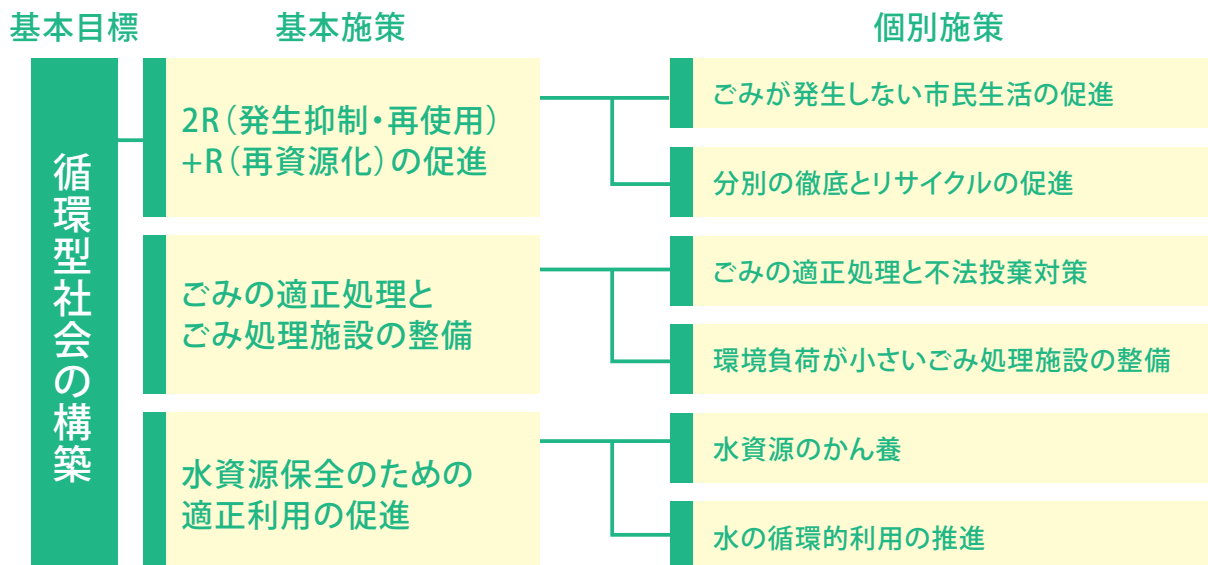 基本目標
基本施策
個別施策
循環型社会の構築
2R（発生抑制・再使用）
+R（再資源化）の促進
ごみが発生しない市民生活の促進
分別の徹底とリサイクルの促進
ごみの適正処理と
ごみ処理施設の整備
ごみの適正処理と不法投棄対策
環境負荷が小さいごみ処理施設の整備
水資源保全のための
適正利用の促進
水資源のかん養
水の循環的利用の推進